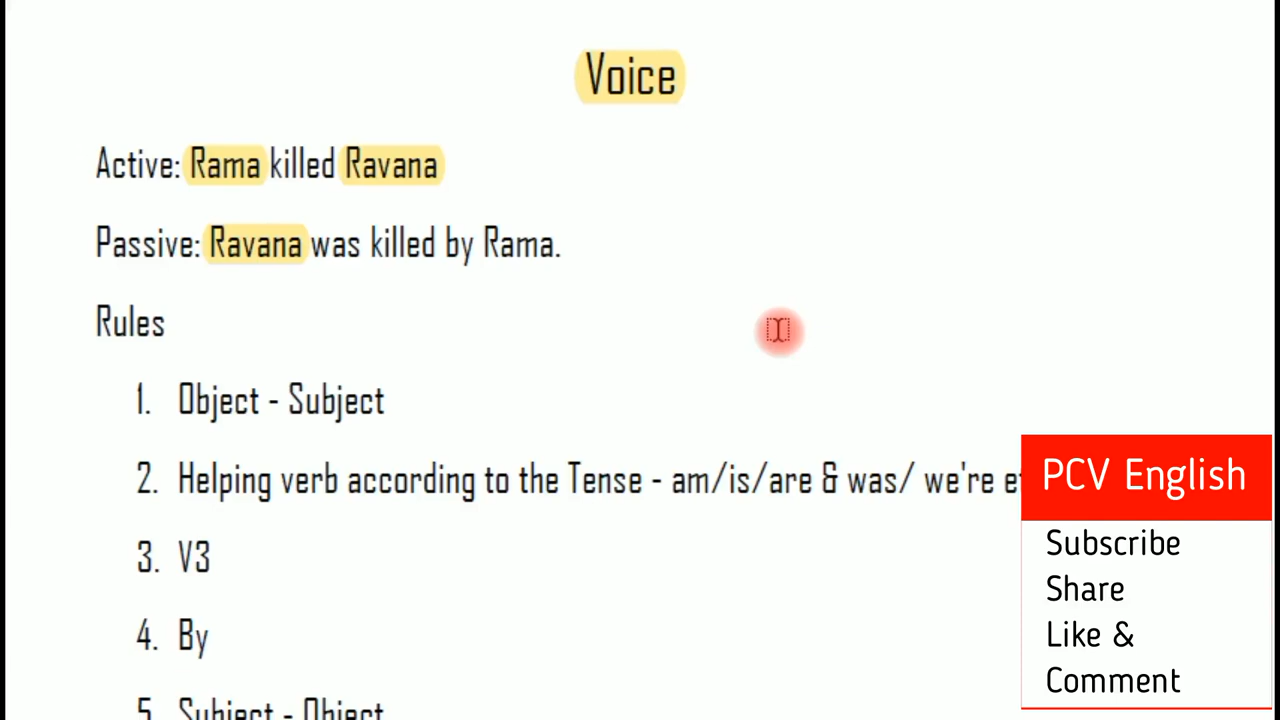 Voice
Active: Rama killed Ravana
Passive: Ravana was killed by Rama.
Rules
1. Object - Subject
2. Helping verb according to the Tense - am/is/are & was/ we're
3. V3
4. By
5. Subject - Object
PCV English
Subscribe
Share
Like &
Comment